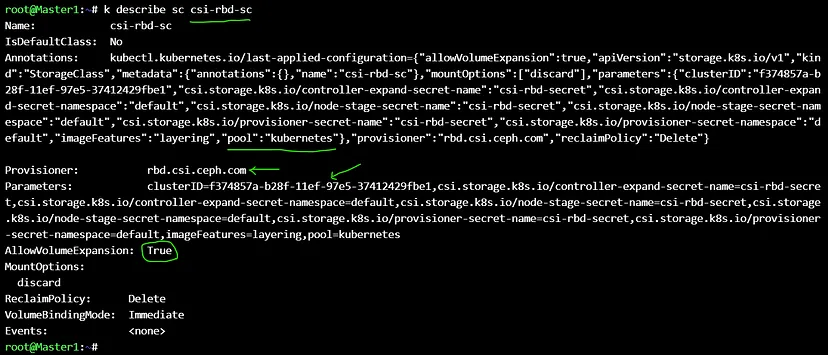 root@Master1:~# k describe sc csi-rbd-sc
Name:            csi-rbd-sc
IsDefaultClass:  No
Annotations:     kubectl.kubernetes.io/last-applied-configuration={"allowVolumeExpansion":true,"apiVersion":"storage.k8s.io/v1","kin
d":"StorageClass","metadata":{"annotations":{},"name":"csi-rbd-sc"},"mountOptions":["discard"],"parameters":{"clusterID":"f374857a-b
28f-11ef-97e5-37412429fbe1","csi.storage.k8s.io/controller-expand-secret-name":"csi-rbd-secret","csi.storage.k8s.io/controller-expan
d-secret-namespace":"default","csi.storage.k8s.io/node-stage-secret-name":"csi-rbd-secret","csi.storage.k8s.io/node-stage-secret-nam
espace":"default","csi.storage.k8s.io/provisioner-secret-name":"csi-rbd-secret","csi.storage.k8s.io/provisioner-secret-namespace":"d
efault","imageFeatures":"layering","pool":"kubernetes"},"provisioner":"rbd.csi.ceph.com","reclaimPolicy":"Delete"}
Provisioner:           rbd.csi.ceph.com
Parameters:            clusterID=f374857a-b28f-11ef-97e5-37412429fbe1,csi.storage.k8s.io/controller-expand-secret-name=csi-rbd-secre
t,csi.storage.k8s.io/controller-expand-secret-namespace=default,csi.storage.k8s.io/node-stage-secret-name=csi-rbd-secret,csi.storage
.k8s.io/node-stage-secret-namespace=default,csi.storage.k8s.io/provisioner-secret-name=csi-rbd-secret,csi.storage.k8s.io/provisioner
-secret-namespace=default,imageFeatures=layering,pool=kubernetes
AllowVolumeExpansion:  True
MountOptions:
  discard
ReclaimPolicy:      Delete
VolumeBindingMode:  Immediate
Events:             <none>
root@Master1:~#